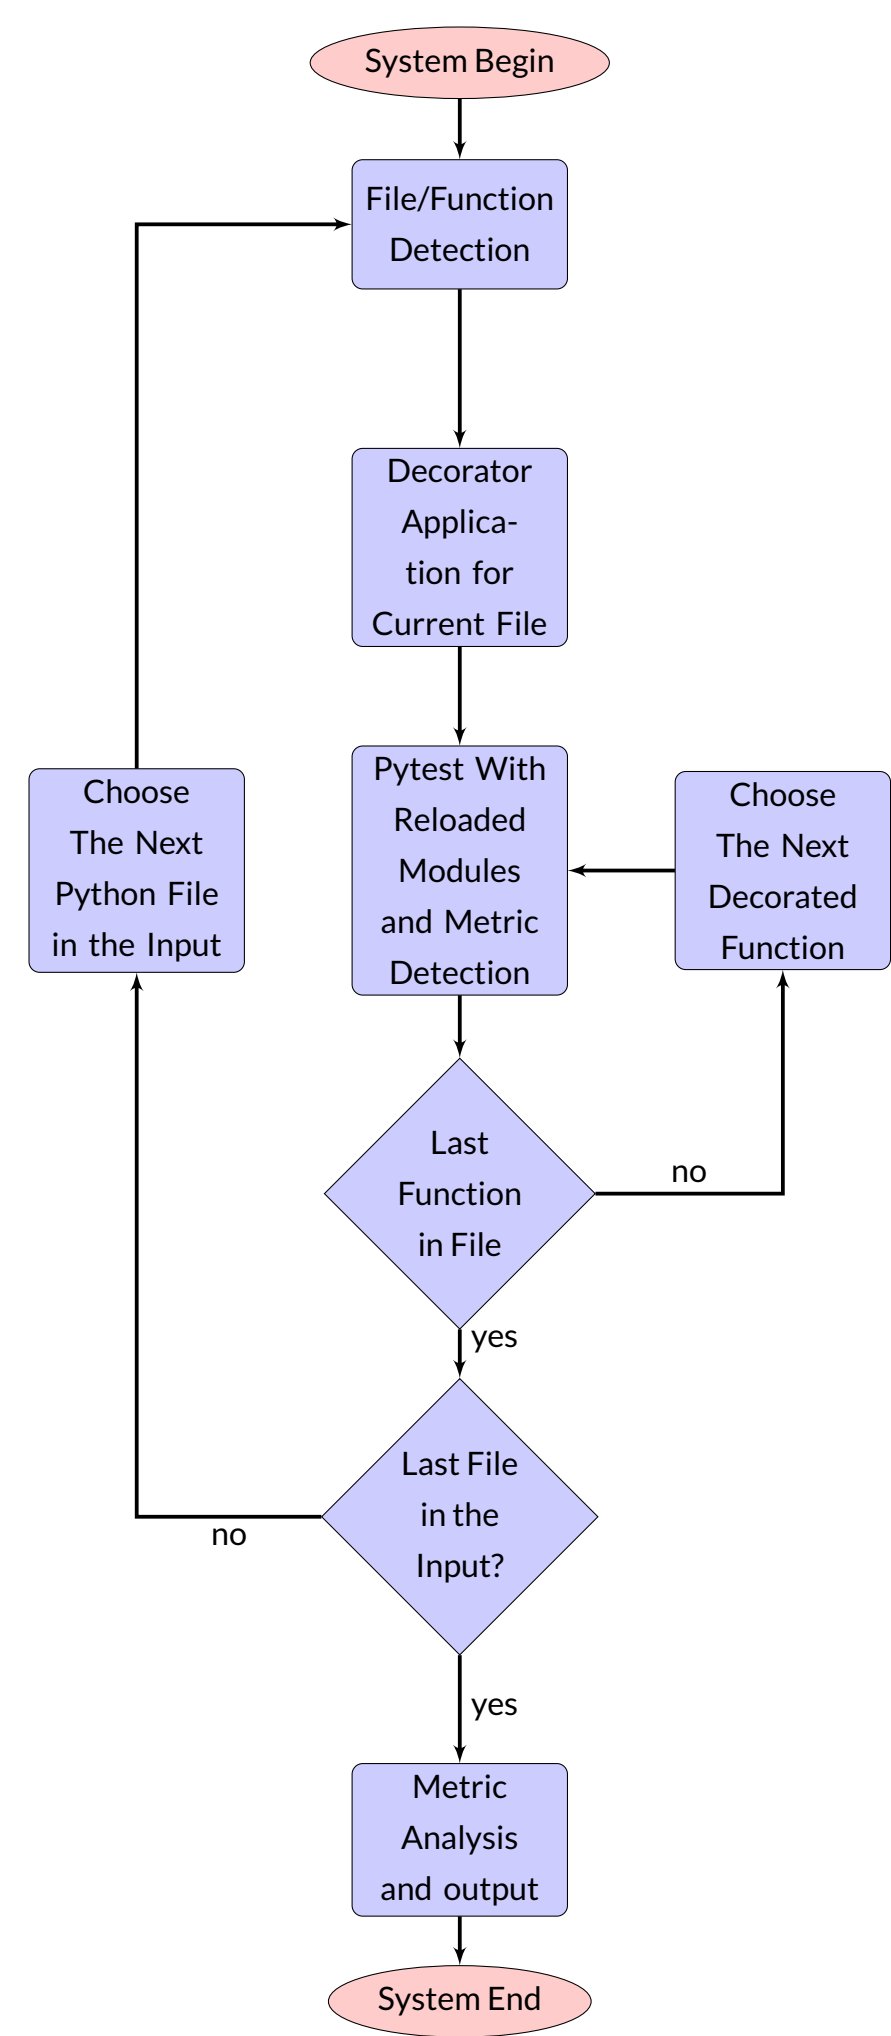 System Begin
File/Function
Detection
Decorator
Applica-
tion for
Current File
Pytest With
Reloaded
Modules
and Metric
Detection
Choose
The Next
Python File
in the Input
Choose
The Next
Decorated
Function
Last
Function
in File
no
yes
Last File
in the
Input?
no
yes
Metric
Analysis
and output
System End